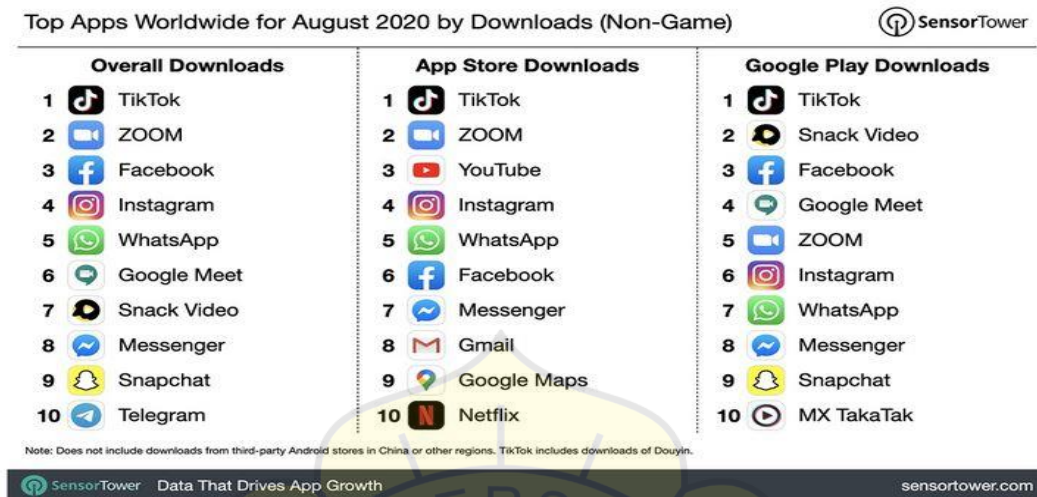 Top Apps Worldwide for August 2020 by Downloads (Non-Game)
SensorTower
Overall Downloads
1 TikTok
2 ZOOM
3 Facebook
4 Instagram
5 WhatsApp
6 Google Meet
7 Snack Video
8 Messenger
9 Snapchat
10 Telegram
App Store Downloads
1 TikTok
2 ZOOM
3 YouTube
4 Instagram
5 WhatsApp
6 Facebook
7 Messenger
8 Gmail
9 Google Maps
10 Netflix
Google Play Downloads
1 TikTok
2 Snack Video
3 Facebook
4 Google Meet
5 ZOOM
6 Instagram
7 WhatsApp
8 Messenger
9 Snapchat
10 MX TakaTak
Note: Does not include downloads from third-party Android stores in China or other regions. TikTok includes downloads of Douyin.
SensorTower Data That Drives App Growth
sensortower.com